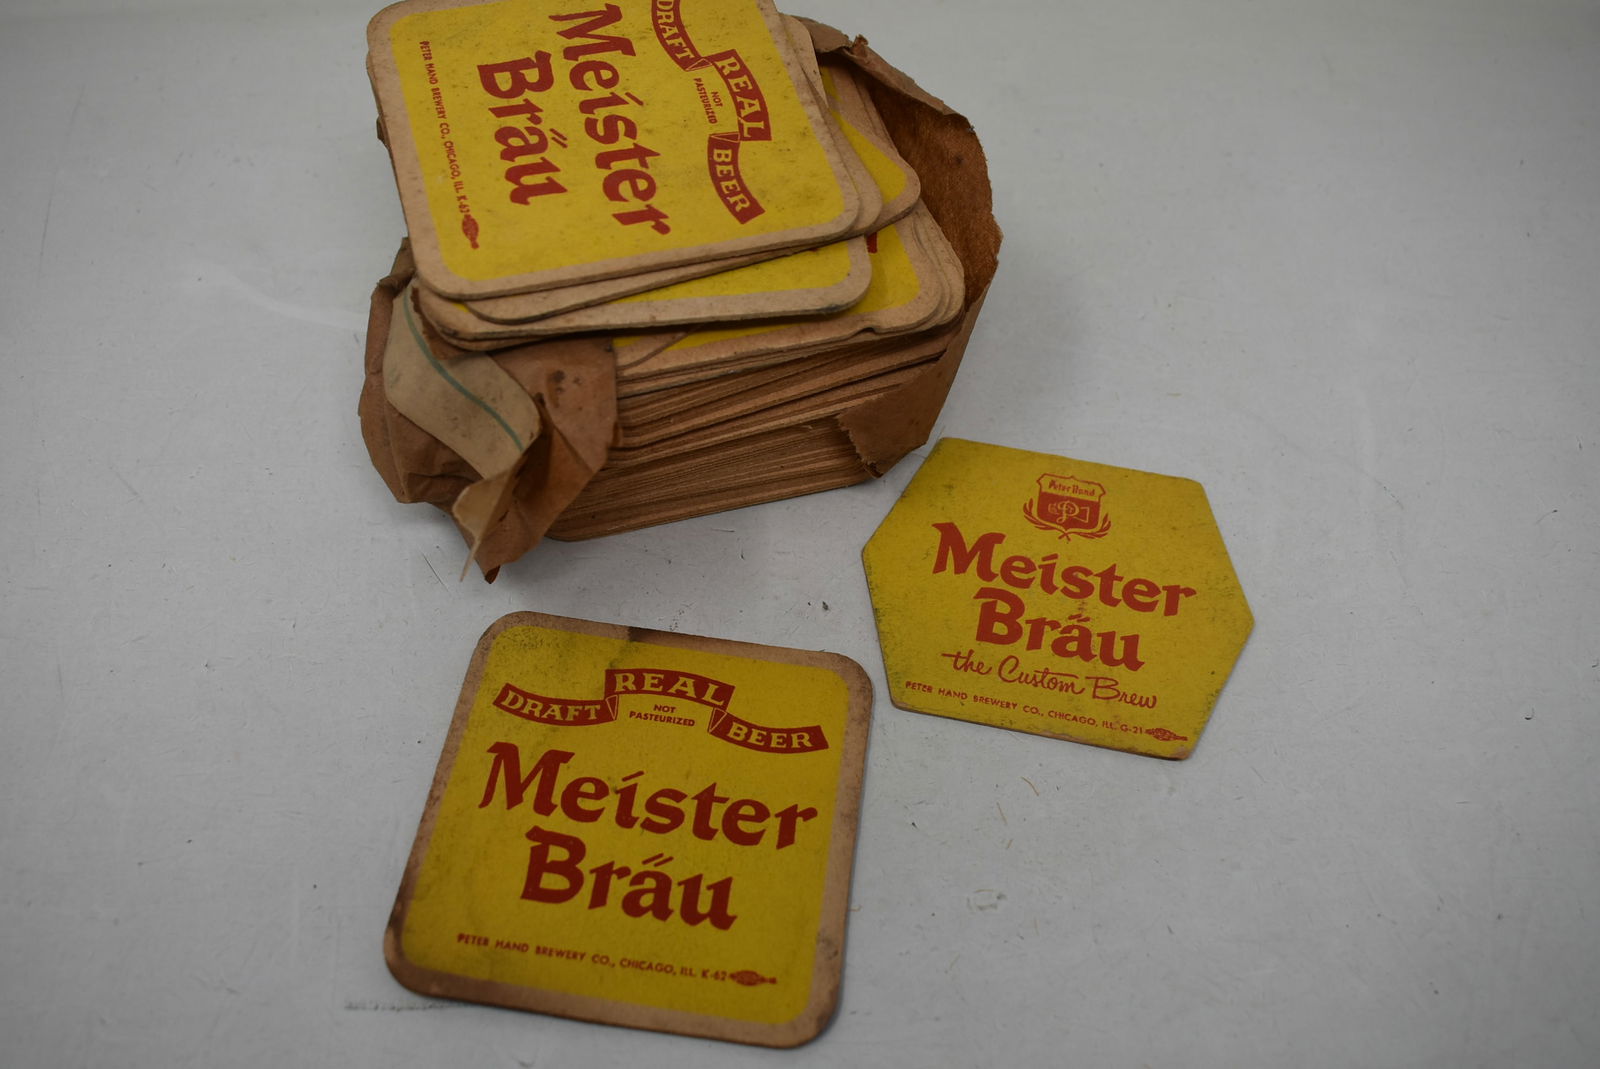 DRAFT REAL BEER
NOT
PASTEURIZED
Meister
Bräu
PETER HAND BREWERY CO., CHICAGO, ILL. K-62
Peter Hand
Meister
Bräu
the Custom Brew
PETER HAND BREWERY CO., CHICAGO, ILL. G-21
DRAFT REAL BEER
NOT
PASTEURIZED
Meister
Bräu
PETER HAND BREWERY CO., CHICAGO, ILL. K-62